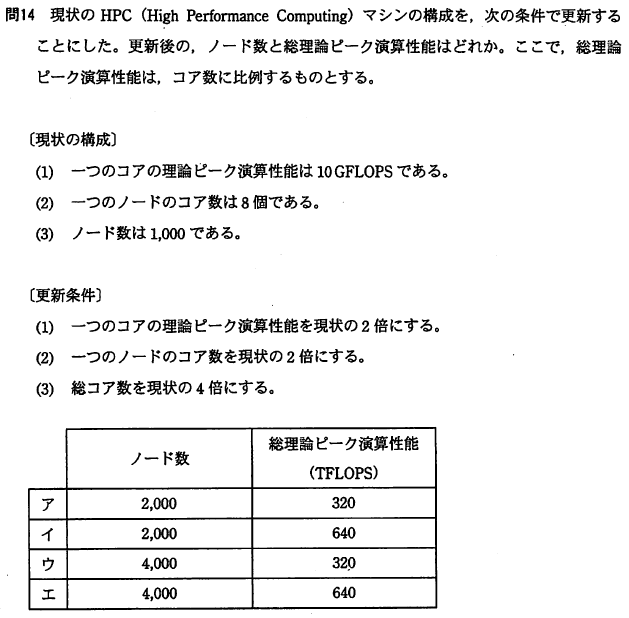 問14 現状の HPC（High Performance Computing）マシンの構成を，次の条件で更新する
ことにした。更新後の，ノード数と総理論ピーク演算性能はどれか。ここで，総理論
ピーク演算性能は，コア数に比例するものとする。
〔現状の構成〕
(1) 一つのコアの理論ピーク演算性能は 10 GFLOPS である。
(2) 一つのノードのコア数は 8 個である。
(3) ノード数は 1,000 である。
〔更新条件〕
(1) 一つのコアの理論ピーク演算性能を現状の 2 倍にする。
(2) 一つのノードのコア数を現状の 2 倍にする。
(3) 総コア数を現状の 4 倍にする。
ノード数 総理論ピーク演算性能
(TFLOPS)
ア 2,000 320
イ 2,000 640
ウ 4,000 320
エ 4,000 640